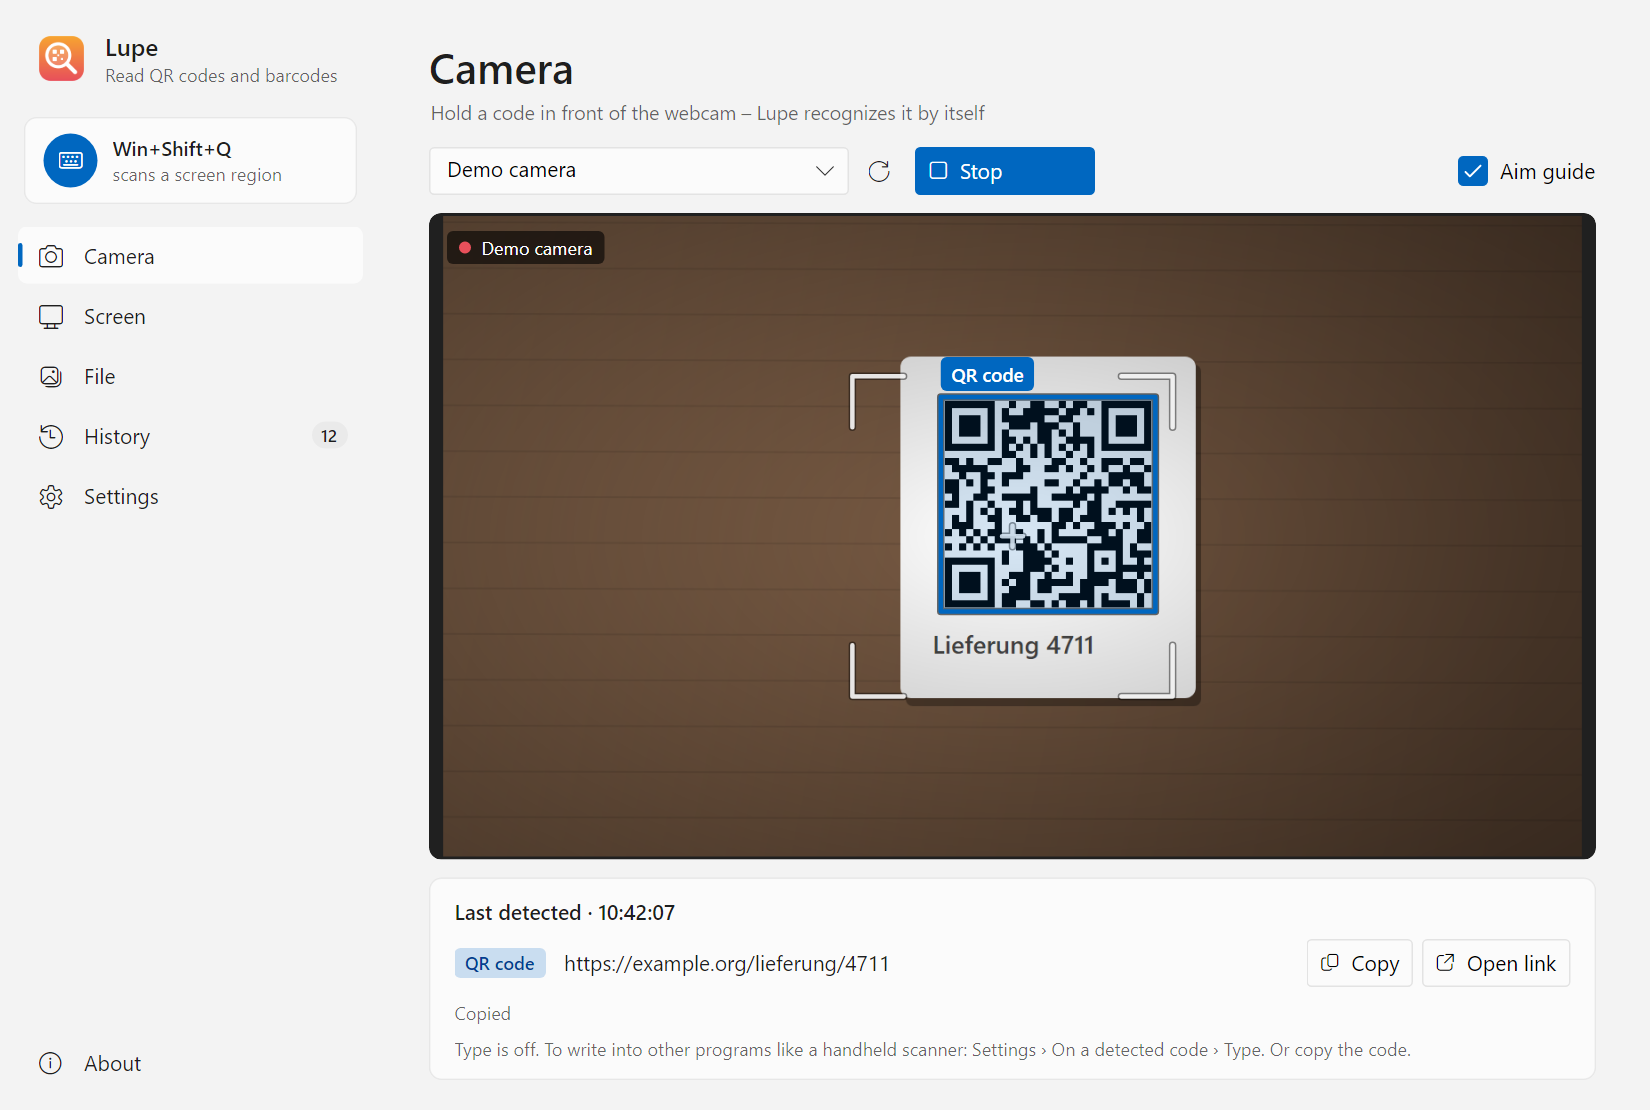 Lupe
Read QR codes and barcodes
Win+Shift+Q
scans a screen region
Camera
Screen
File
History
12
Settings
About
Camera
Hold a code in front of the webcam – Lupe recognizes it by itself
Demo camera
Stop
Aim guide
Demo camera
QR code
Lieferung 4711
Last detected · 10:42:07
QR code
https://example.org/lieferung/4711
Copy
Open link
Copied
Type is off. To write into other programs like a handheld scanner: Settings › On a detected code › Type. Or copy the code.